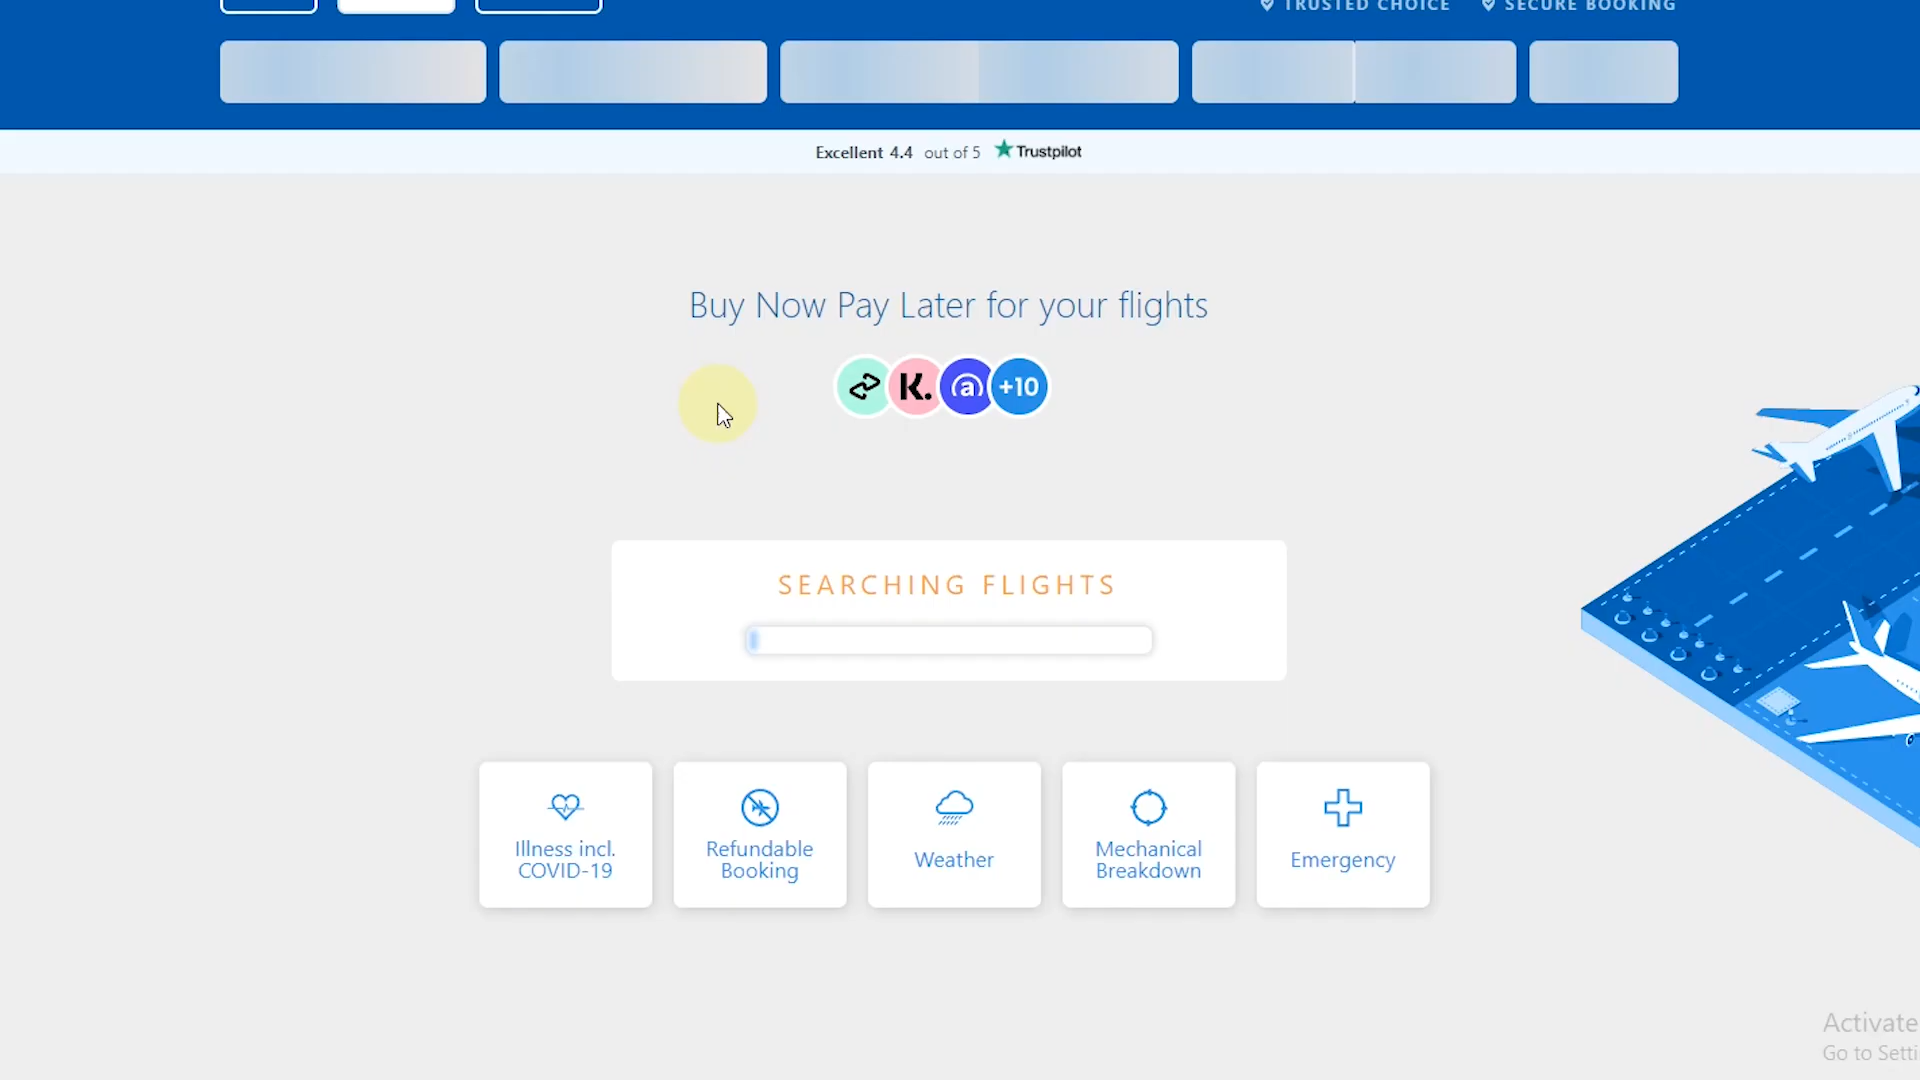 TRUSTED CHOICE SECURE BOOKING
Excellent 4.4 out of 5 Trustpilot
Buy Now Pay Later for your flights
K. a +10
SEARCHING FLIGHTS
Illness incl.
COVID-19
Refundable
Booking
Weather
Mechanical
Breakdown
Emergency
Activate
Go to Setti